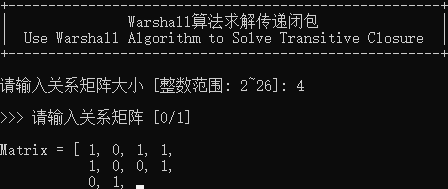 Warshall算法求解传递闭包
Use Warshall Algorithm to Solve Transitive Closure
请输入关系矩阵大小 [整数范围: 2~26]: 4
>>> 请输入关系矩阵 [0/1]
Matrix = [ 1, 0, 1, 1,
1, 0, 0, 1,
0, 1,